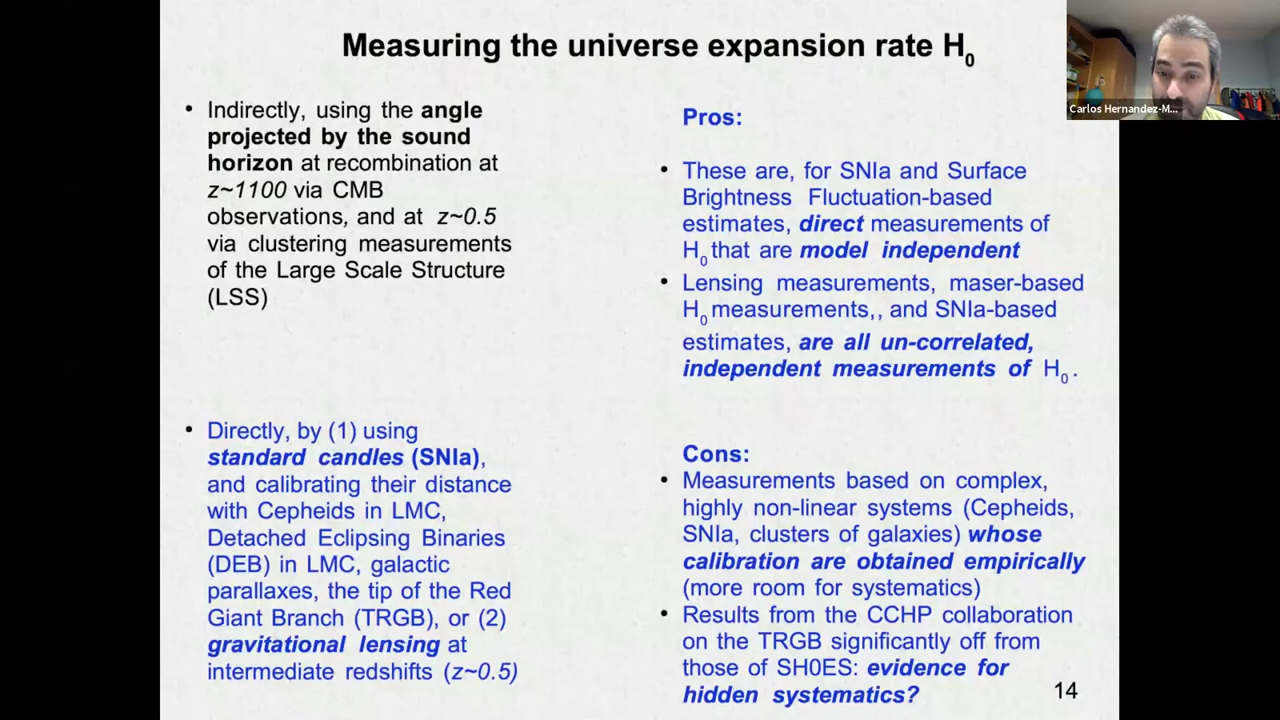 Measuring the universe expansion rate H0
• Indirectly, using the angle
projected by the sound
horizon at recombination at
z~1100 via CMB
observations, and at z~0.5
via clustering measurements
of the Large Scale Structure
(LSS)
• Directly, by (1) using
standard candles (SNIa),
and calibrating their distance
with Cepheids in LMC,
Detached Eclipsing Binaries
(DEB) in LMC, galactic
parallaxes, the tip of the Red
Giant Branch (TRGB), or (2)
gravitational lensing at
intermediate redshifts (z~0.5)
Pros:
• These are, for SNIa and Surface
Brightness Fluctuation-based
estimates, direct measurements of
H0 that are model independent
• Lensing measurements, maser-based
H0 measurements,, and SNIa-based
estimates, are all un-correlated,
independent measurements of H0.
Cons:
• Measurements based on complex,
highly non-linear systems (Cepheids,
SNIa, clusters of galaxies) whose
calibration are obtained empirically
(more room for systematics)
• Results from the CCHP collaboration
on the TRGB significantly off from
those of SH0ES: evidence for
hidden systematics?
14
Carlos Hernandez-M...